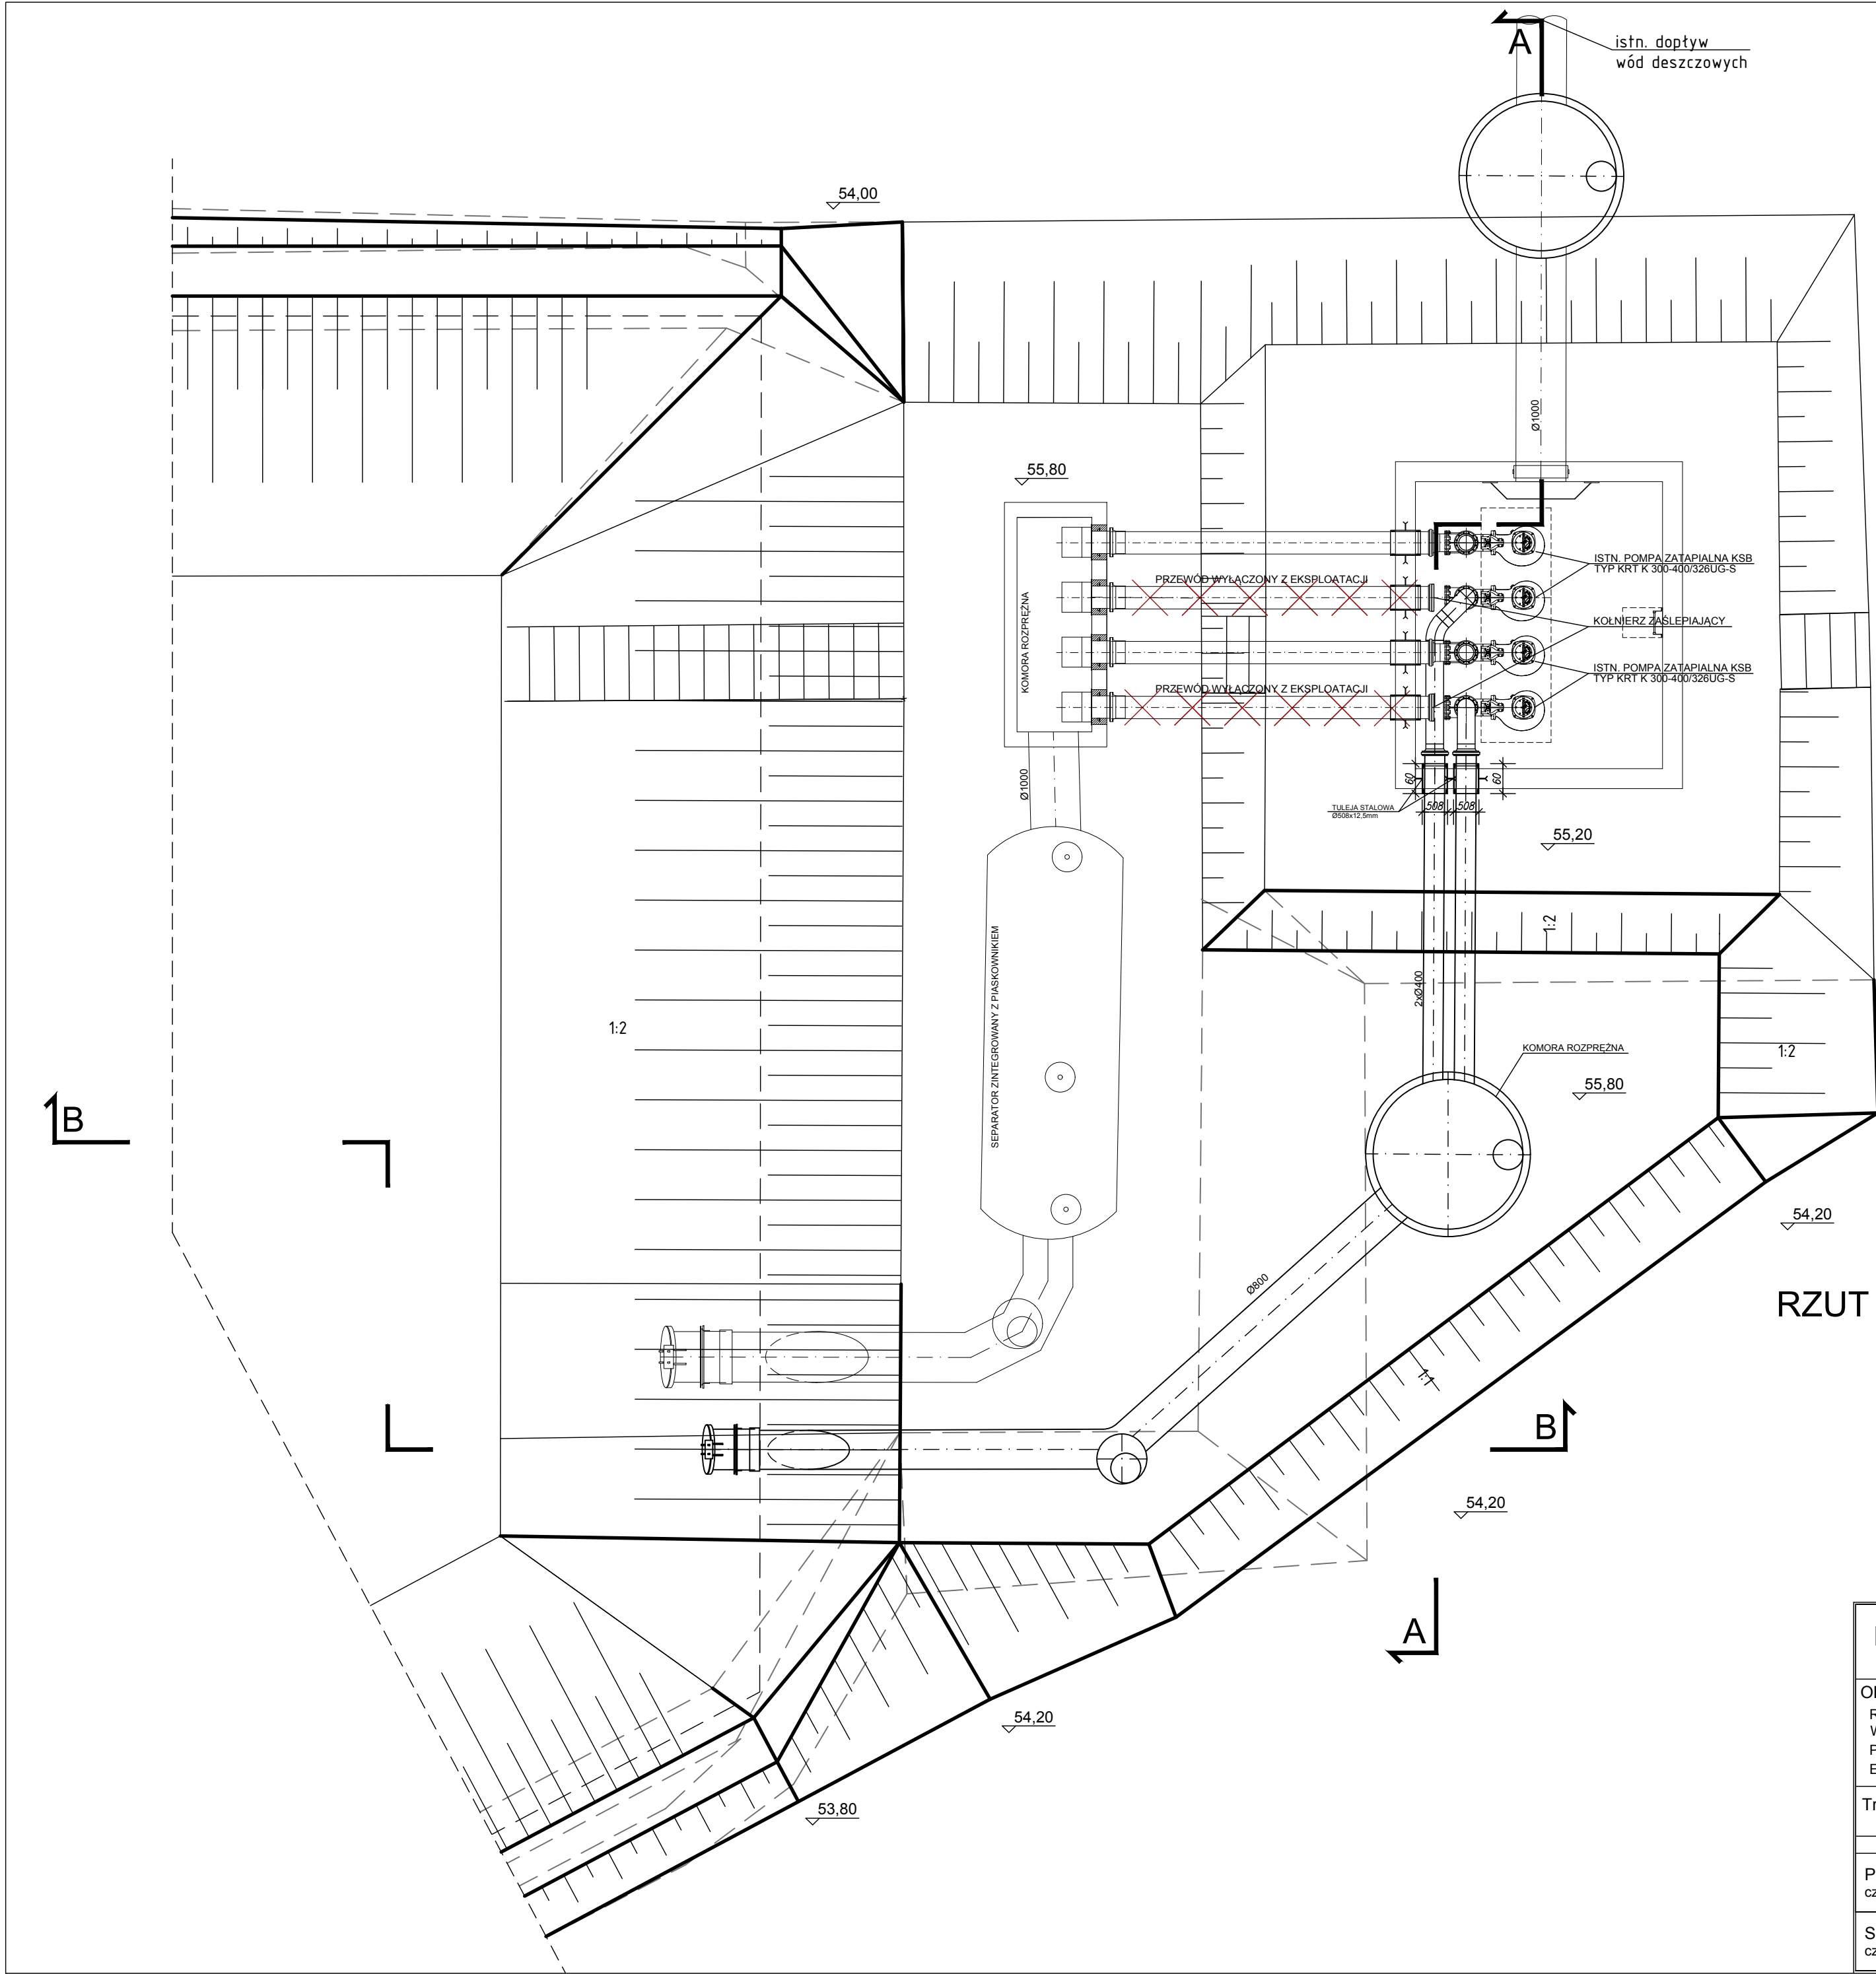 A
istn. dopływ
wód deszczowych
54,00
Ø1000
55,80
ISTN. POMPA ZATAPIALNA KSB
TYP KRT K 300-400/326UG-S
PRZEWÓD WYŁĄCZONY Z EKSPLOATACJI
KOMORA ROZPRĘŻNA
KOŁNIERZ ZAŚLEPIAJĄCY
ISTN. POMPA ZATAPIALNA KSB
TYP KRT K 300-400/326UG-S
PRZEWÓD WYŁĄCZONY Z EKSPLOATACJI
Ø1000
60
60
TULEJA STALOWA
Ø508x12,5mm
508
508
55,20
1:2
SEPARATOR ZINTEGROWANY Z PIASKOWNIKIEM
2xØ400
1:2
KOMORA ROZPRĘŻNA
1:2
55,80
B
54,20
Ø800
RZUT
1:1
B
54,20
A
54,20
53,80